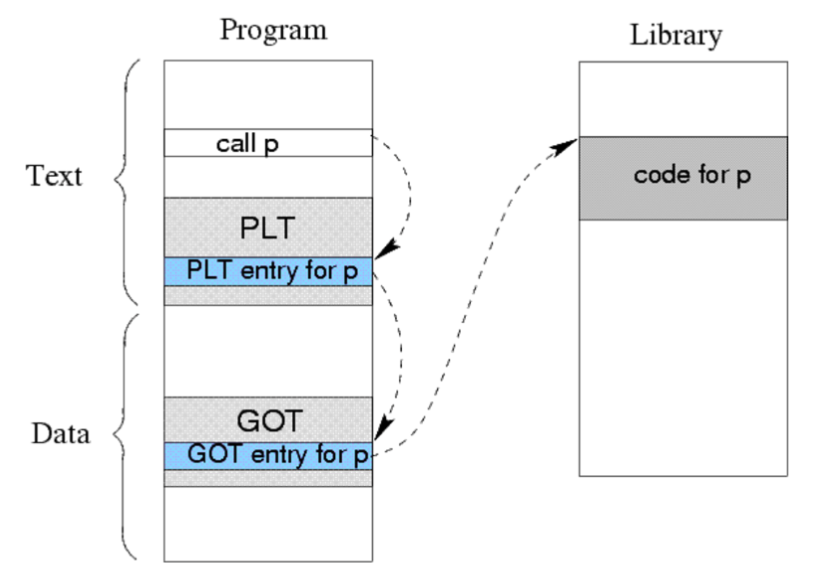 Program
Library
call p
code for p
Text
PLT
PLT entry for p
GOT
Data
GOT entry for p